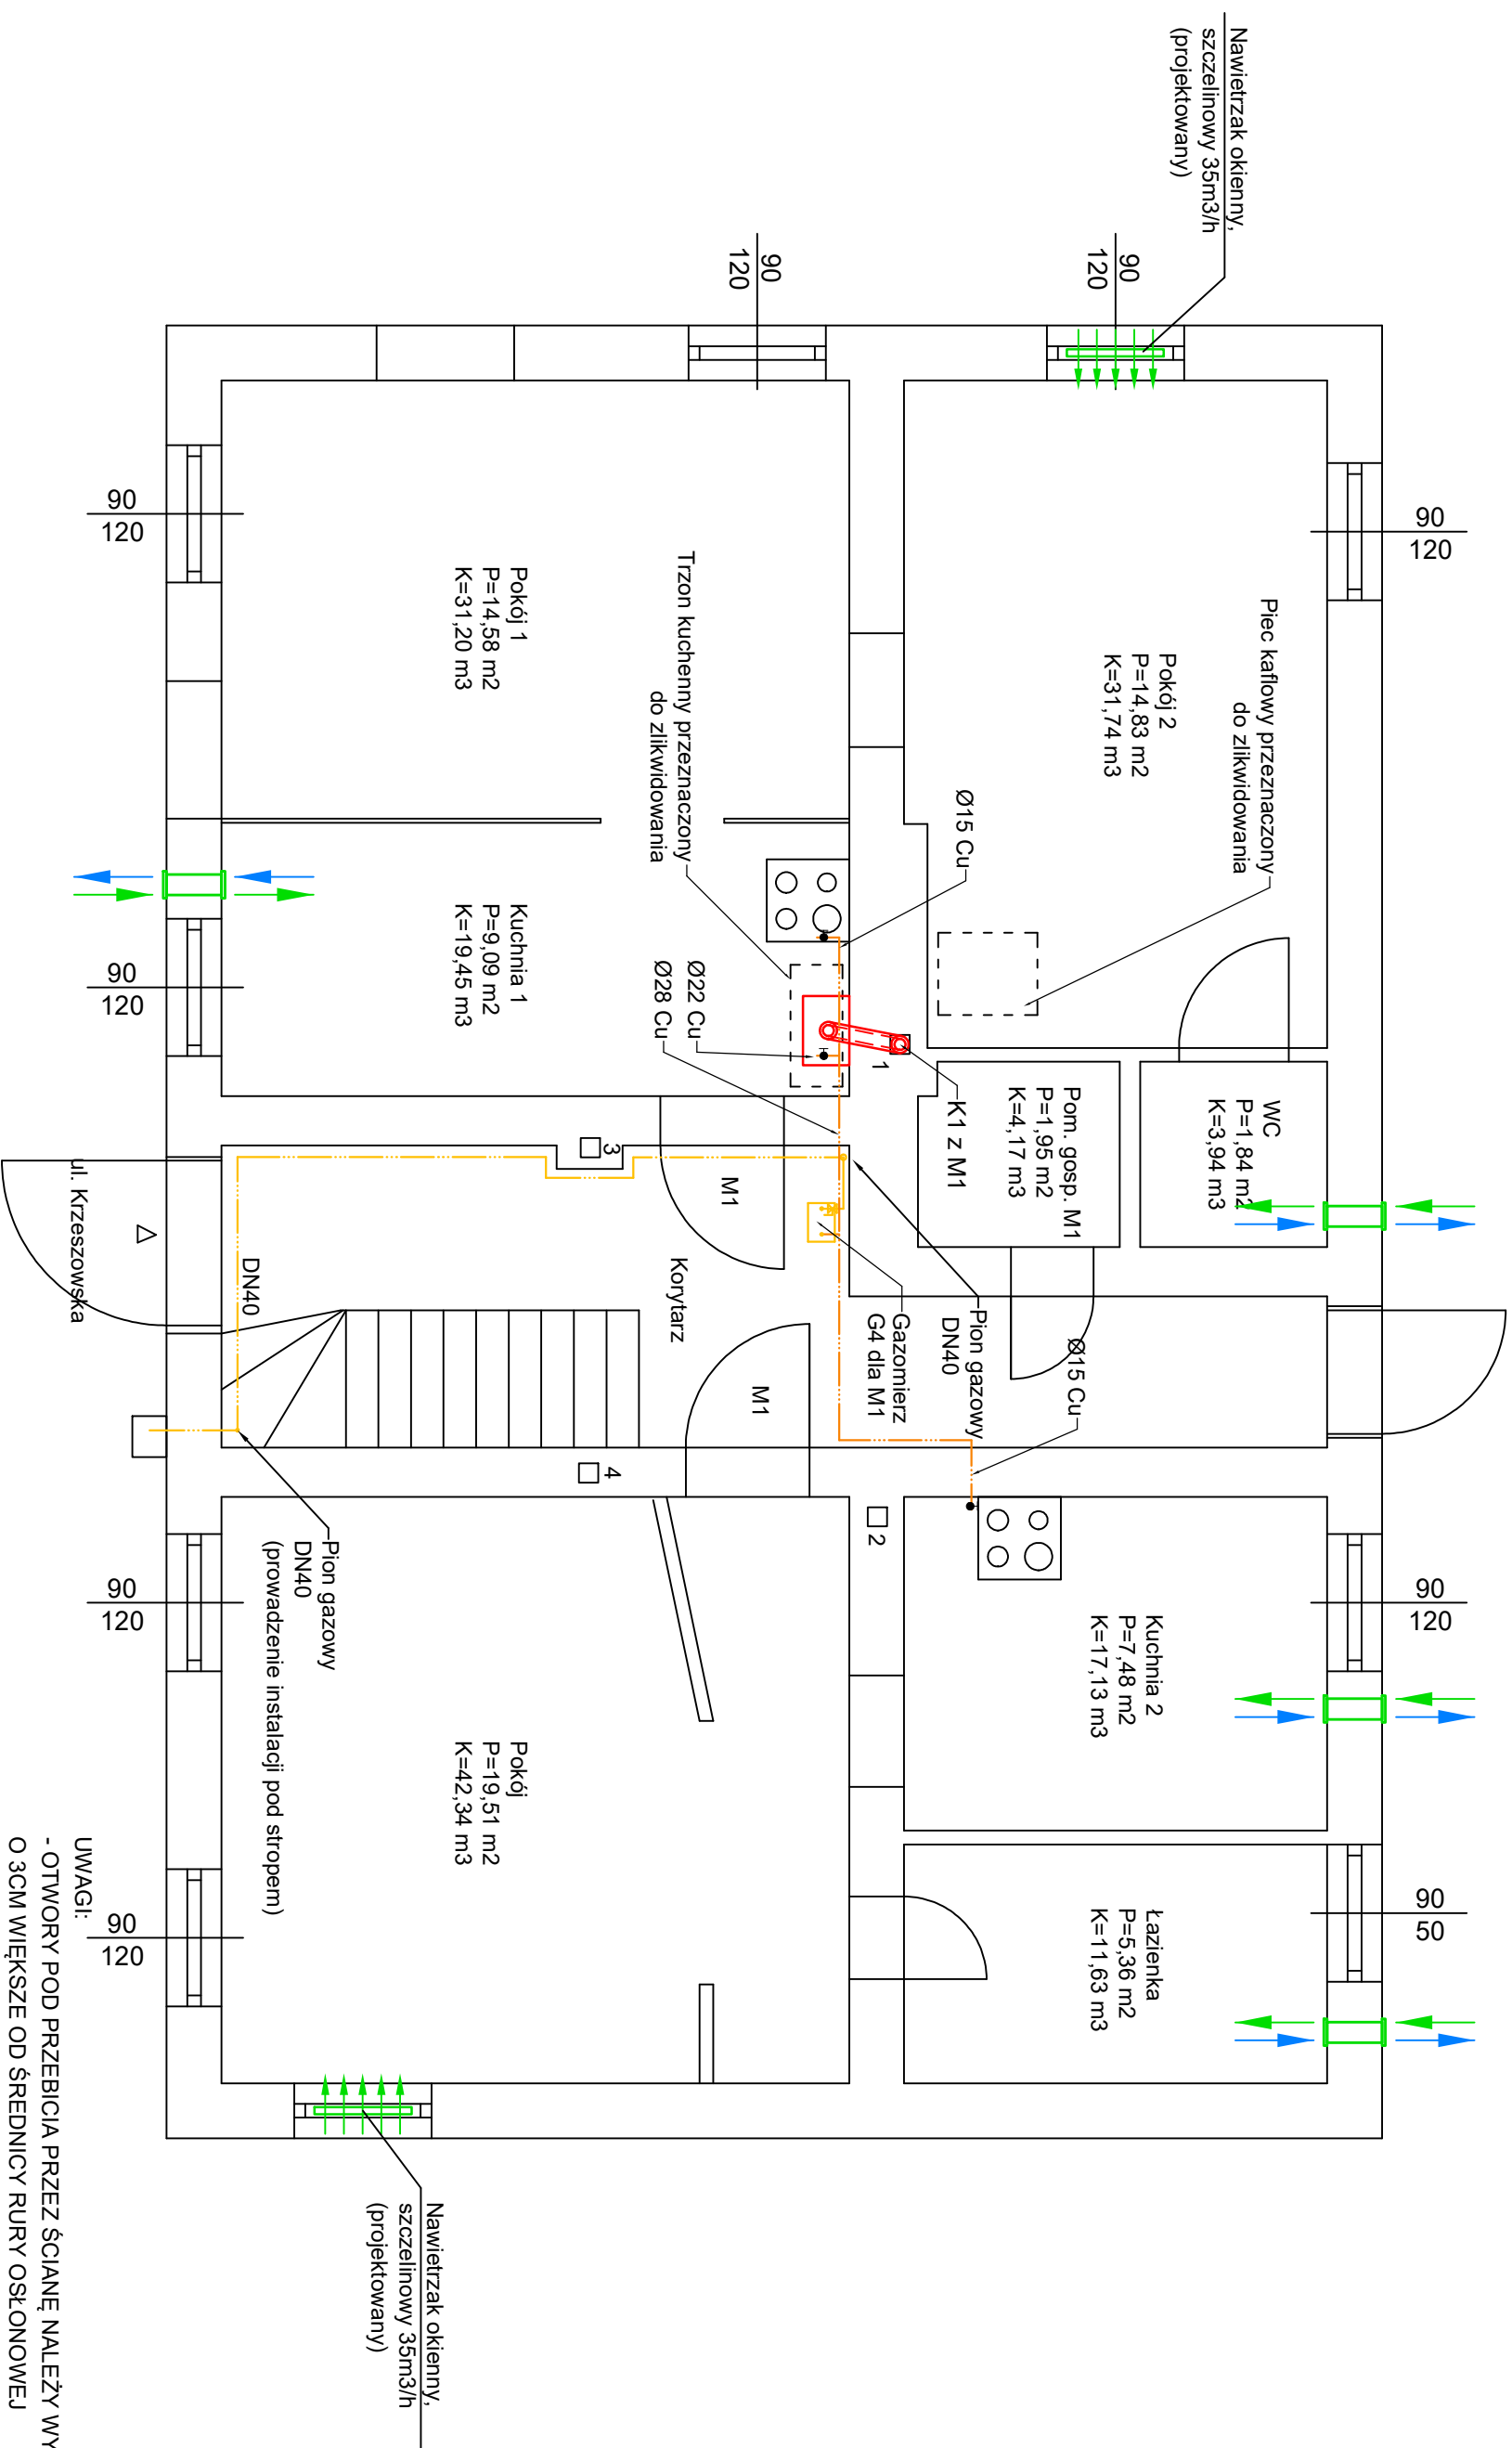 Nawietrzak okienny,
szczelinowy 35m3/h
(projektowany)
90
120
90
120
90
120
Piec kaflowy przeznaczony
do zlikwidowania
Pokój 2
P=14,83 m2
K=31,74 m3
Trzon kuchenny przeznaczony
do zlikwidowania
Pokój 1
P=14,58 m2
K=31,20 m3
90
120
Ø15 Cu
Kuchnia 1
P=9,09 m2
K=19,45 m3
Ø22 Cu
Ø28 Cu
90
120
1
K1 z M1
Pom. gosp. M1
P=1,95 m2
K=4,17 m3
WC
P=1,84 m2
K=3,94 m3
3
M1
ul. Krzeszowska
DN40
Korytarz
Gazomierz
G4 dla M1
Pion gazowy
DN40
Ø15 Cu
M1
4
2
Pion gazowy
DN40
(prowadzenie instalacji pod stropem)
90
120
90
120
Kuchnia 2
P=7,48 m2
K=17,13 m3
Pokój
P=19,51 m2
K=42,34 m3
90
50
Łazienka
P=5,36 m2
K=11,63 m3
90
120
Nawietrzak okienny,
szczelinowy 35m3/h
(projektowany)
UWAGI:
- OTWORY POD PRZEBICIA PRZEZ ŚCIANĘ NALEŻY WY
O 3CM WIĘKSZE OD ŚREDNICY RURY OSŁONOWEJ